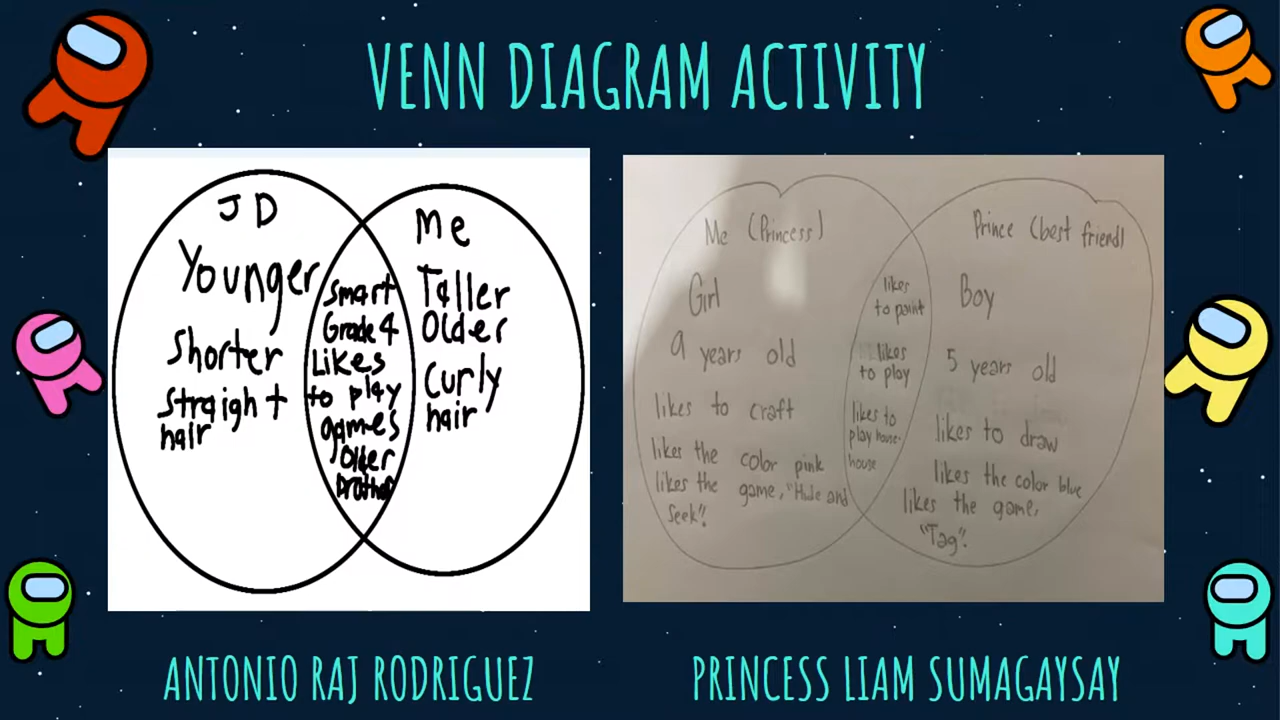 VENN DIAGRAM ACTIVITY
JD
Younger
Shorter
Straight
hair
smart
Grade 4
Likes
to play
games
Older
brother
Me
Taller
Older
Curly
hair
Me (Princess)
Girl
9 years old
likes to craft
likes the color pink
likes the game, "Hide and
Seek".
likes
to paint
likes
to play
likes to
play house-
house
Prince (best friend)
Boy
5 years old
likes to draw
likes the color blue
likes the game,
"Tag".
ANTONIO RAJ RODRIGUEZ
PRINCESS LIAM SUMAGAYSAY